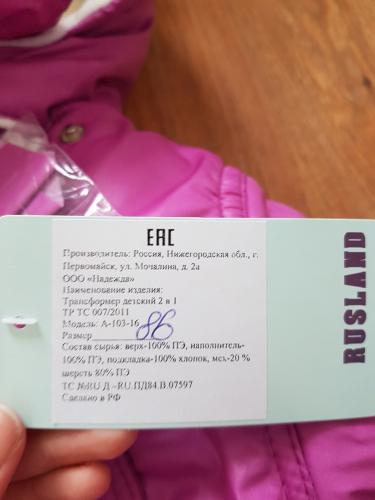 EAC
Производитель: Россия, Нижегородская обл., г.
Первомайск, ул. Мочалина, д. 2а
ООО «Надежда»
Наименование изделия:
Трансформер детский 2 в 1
ТР ТС 007/2011
Модель: А-103-16
Размер 86
Состав сырья: верх-100% ПЭ, наполнитель-
100% ПЭ, подкладка-100% хлопок, мех-20 %
шерсть 80% ПЭ
ТС №RU Д –RU.ПД84.В.07597
Сделано в РФ
RUSLAND